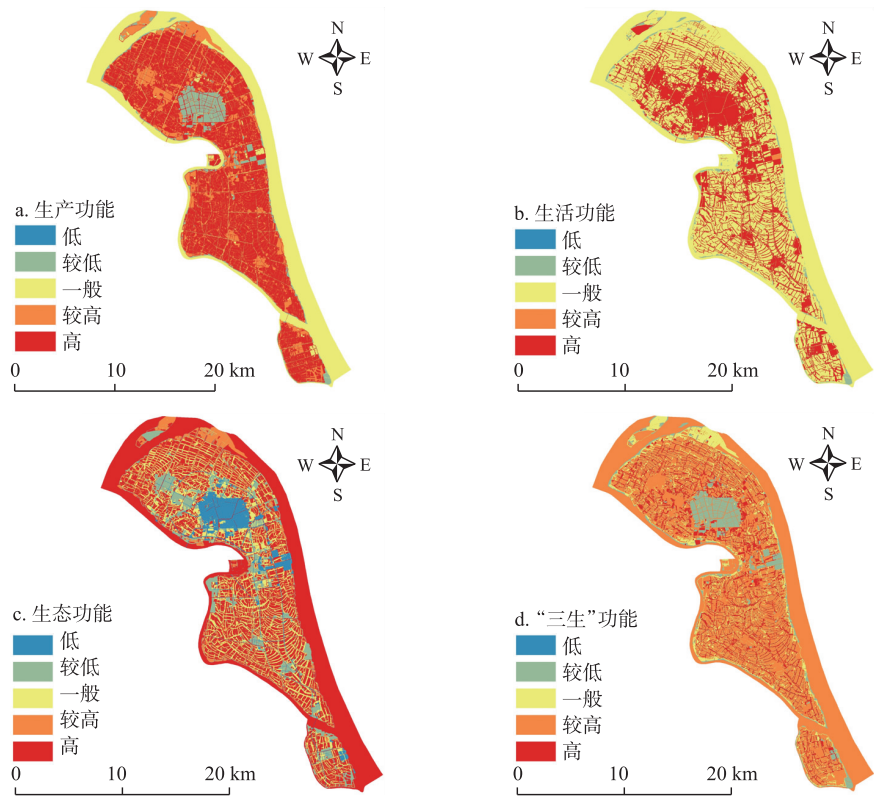 N
W E
S
a. 生产功能
低
较低
一般
较高
高
0 10 20 km
N
W E
S
b. 生活功能
低
较低
一般
较高
高
0 10 20 km
N
W E
S
c. 生态功能
低
较低
一般
较高
高
0 10 20 km
N
W E
S
d. “三生”功能
低
较低
一般
较高
高
0 10 20 km